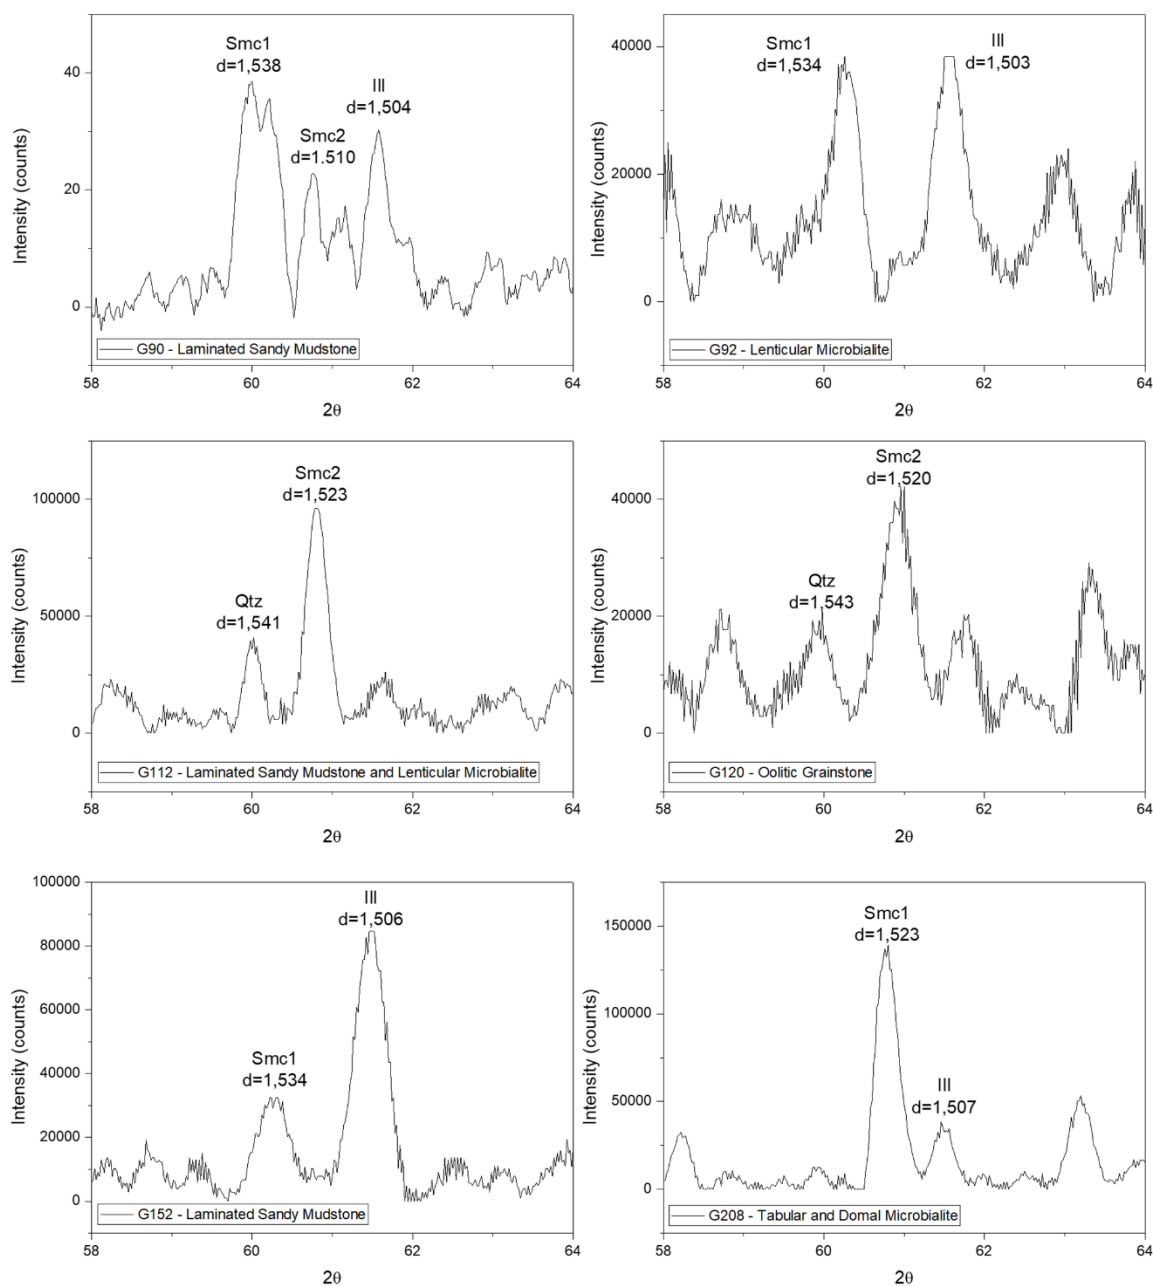 Smc1
d=1,538
Smc2
d=1.510
Ill
d=1,504
Intensity (counts)
40
20
0
G90 - Laminated Sandy Mudstone
58
60
62
64
2θ
Smc1
d=1,534
Ill
d=1,503
Intensity (counts)
40000
20000
0
G92 - Lenticular Microbialite
58
60
62
64
2θ
Qtz
d=1,541
Smc2
d=1,523
Intensity (counts)
100000
50000
0
G112 - Laminated Sandy Mudstone and Lenticular Microbialite
58
60
62
64
2θ
Qtz
d=1,543
Smc2
d=1,520
Intensity (counts)
40000
20000
0
G120 - Oolitic Grainstone
58
60
62
64
2θ
Smc1
d=1,534
Ill
d=1,506
Intensity (counts)
100000
80000
60000
40000
20000
0
G152 - Laminated Sandy Mudstone
58
60
62
64
2θ
Smc1
d=1,523
Ill
d=1,507
Intensity (counts)
150000
100000
50000
0
G208 - Tabular and Domal Microbialite
58
60
62
64
2θ